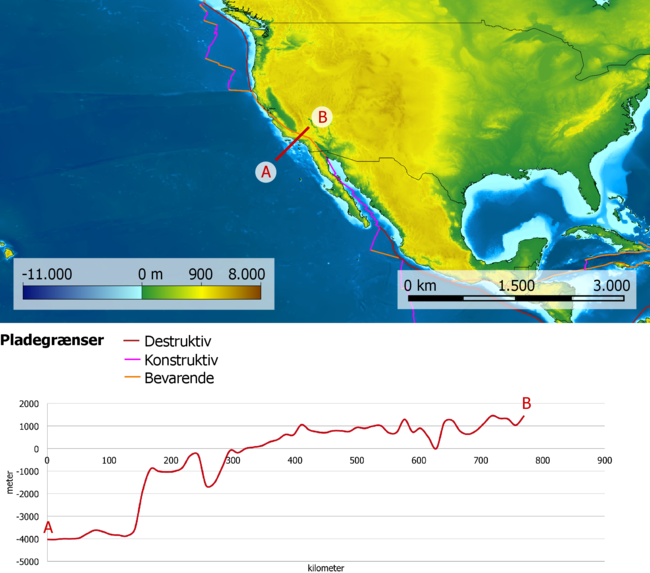 B
A
-11.000 0 m 900 8.000
0 km 1.500 3.000
Pladegrænser
Destruktiv
Konstruktiv
Bevarende
2000 B
1000
0
0 100 200 300 400 500 600 700 800 900
-1000
meter
-2000
-3000
A
-4000
-5000
kilometer